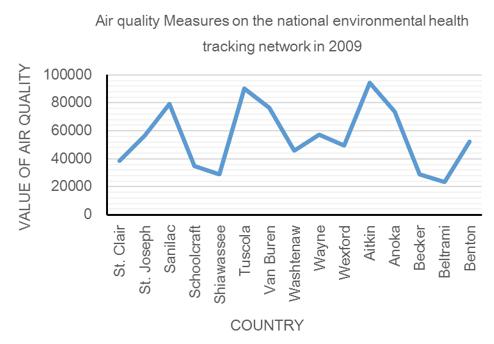 Air quality Measures on the national environmental health
tracking network in 2009
VALUE OF AIR QUALITY
100000
80000
60000
40000
20000
0
St. Clair
St. Joseph
Sanilac
Schoolcraft
Shiawassee
Tuscola
Van Buren
Washtenaw
Wayne
Wexford
Aitkin
Anoka
Becker
Beltrami
Benton
COUNTRY